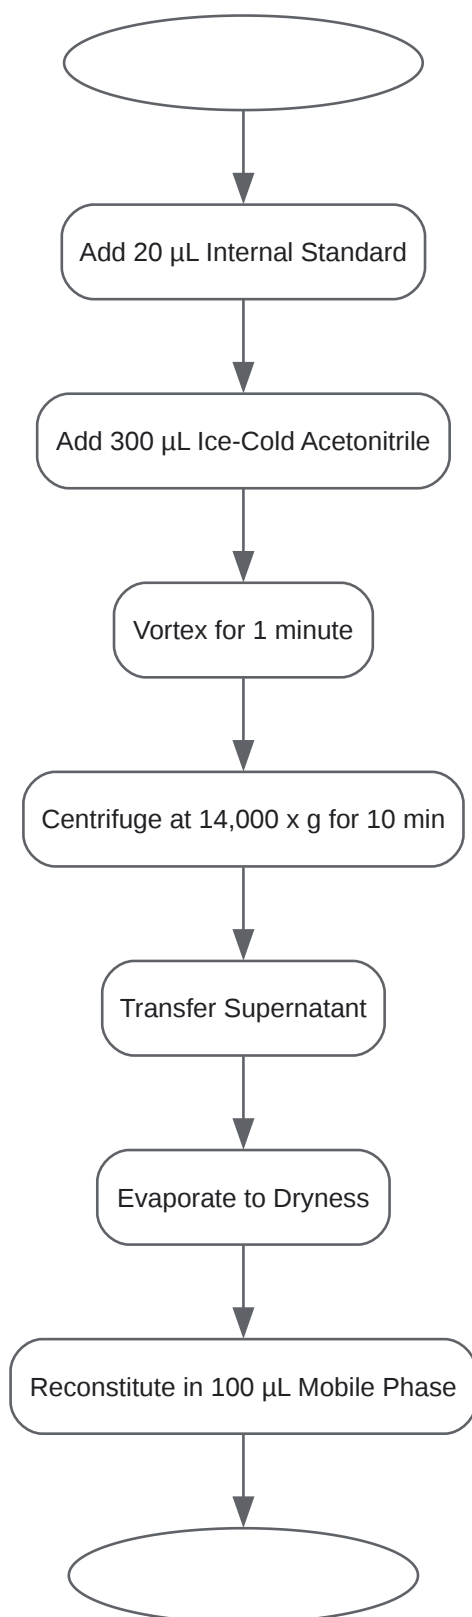 Add 20 µL Internal Standard
Add 300 µL Ice-Cold Acetonitrile
Vortex for 1 minute
Centrifuge at 14,000 x g for 10 min
Transfer Supernatant
Evaporate to Dryness
Reconstitute in 100 µL Mobile Phase